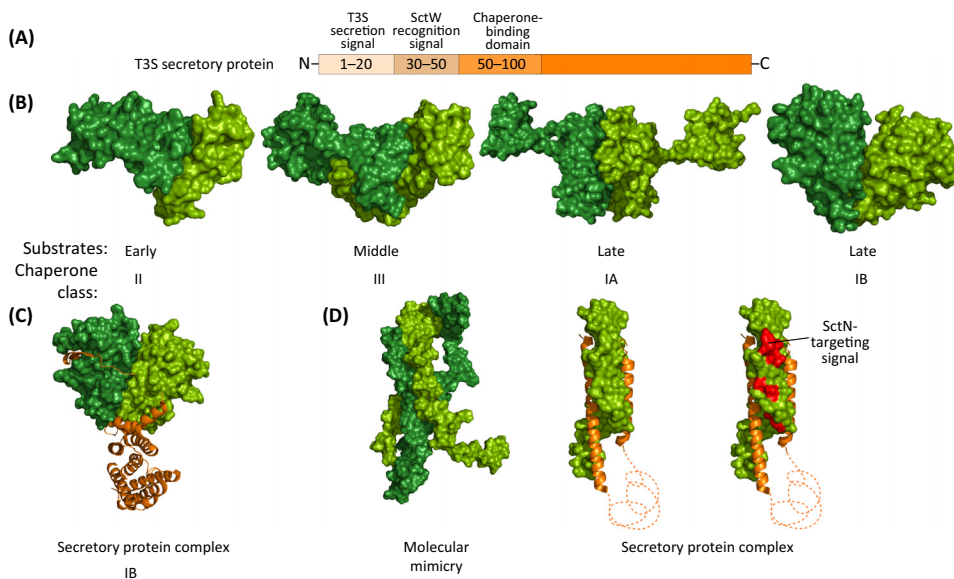 (A)
T3S
secretion
signal
SctW
recognition
signal
Chaperone-
binding
domain
T3S secretory protein
N– 1–20 30–50 50–100 –C
(B)
Substrates: Early Middle Late Late
Chaperone
class: II III IA IB
(C)
(D)
SctN-
targeting
signal
Secretory protein complex
IB
Molecular
mimicry
Secretory protein complex